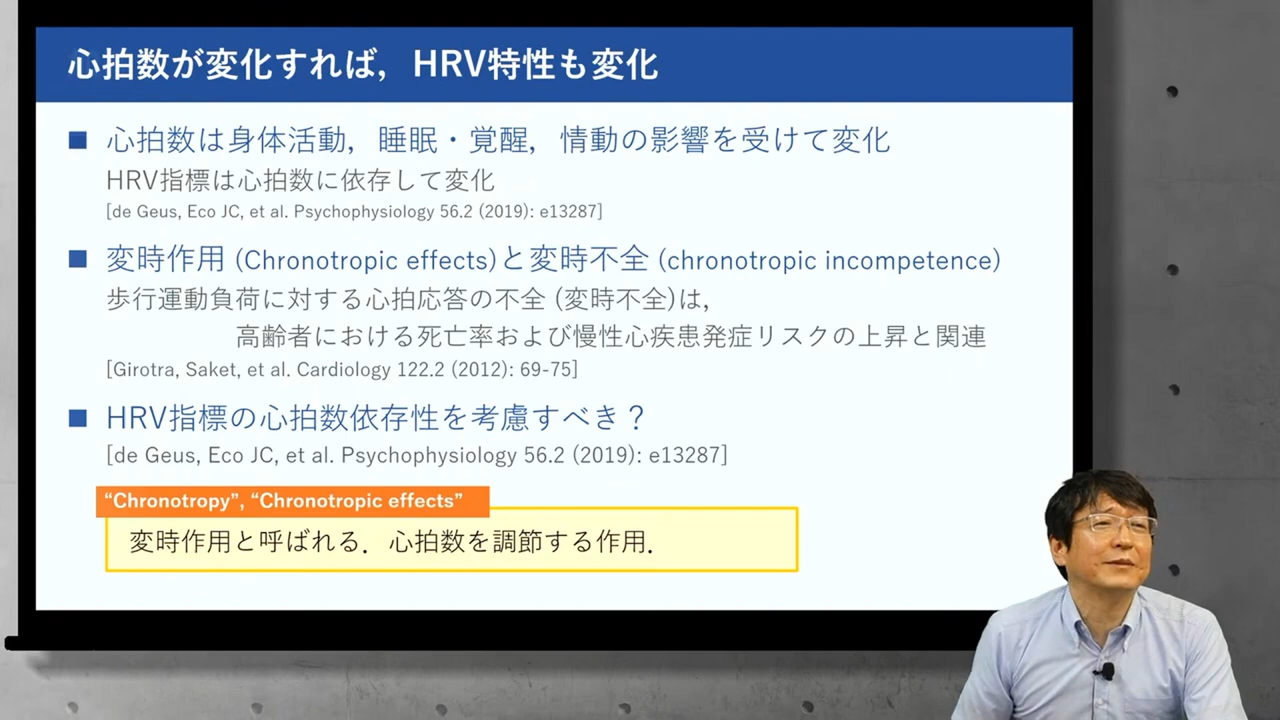 心拍数が変化すれば，HRV特性も変化
■ 心拍数は身体活動，睡眠・覚醒，情動の影響を受けて変化
HRV指標は心拍数に依存して変化
[de Geus, Eco JC, et al. Psychophysiology 56.2 (2019): e13287]
■ 変時作用 (Chronotropic effects)と変時不全 (chronotropic incompetence)
歩行運動負荷に対する心拍応答の不全 (変時不全)は，
高齢者における死亡率および慢性心疾患発症リスクの上昇と関連
[Girotra, Saket, et al. Cardiology 122.2 (2012): 69-75]
■ HRV指標の心拍数依存性を考慮すべき？
[de Geus, Eco JC, et al. Psychophysiology 56.2 (2019): e13287]
“Chronotropy”, “Chronotropic effects”
変時作用と呼ばれる．心拍数を調節する作用．